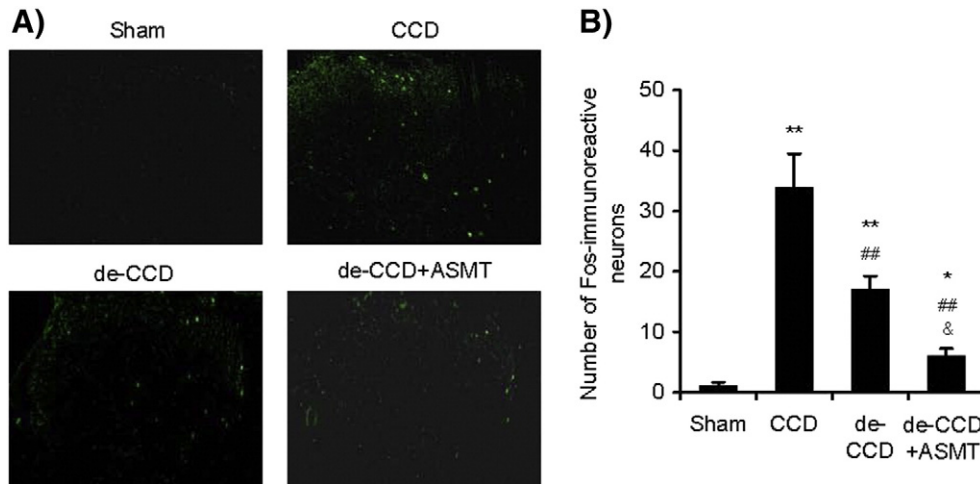 A)
Sham
CCD
de-CCD
de-CCD+ASMT
B)
Number of Fos-immunoreactive
neurons
50
40
30
20
10
0
**
**
##
*
##
&
Sham
CCD
de-
CCD
de-CCD
+ASMT